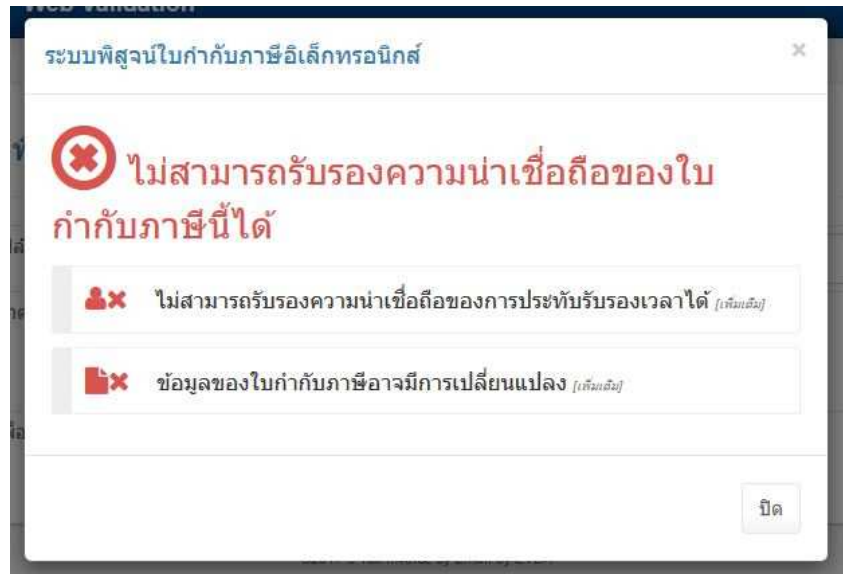 Web Validation
ระบบพิสูจน์ใบกำกับภาษีอิเล็กทรอนิกส์
×
ไม่สามารถรับรองความน่าเชื่อถือของใบ
กำกับภาษีนี้ได้
ไม่สามารถรับรองความน่าเชื่อถือของการประทับรับรองเวลาได้ [เพิ่มเติม]
ข้อมูลของใบกำกับภาษีอาจมีการเปลี่ยนแปลง [เพิ่มเติม]
ปิด